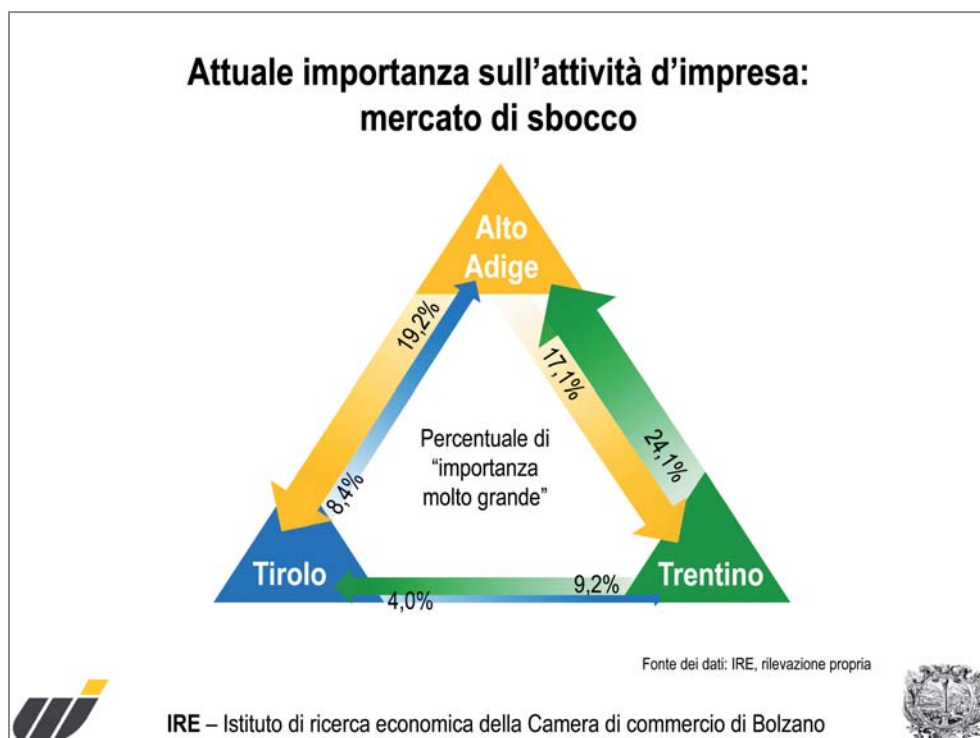 Attuale importanza sull'attività d'impresa:
mercato di sbocco
Alto
Adige
19,2%
17,1%
24,1%
8,4%
Percentuale di
“importanza
molto grande”
Tirolo
Trentino
9,2%
4,0%
Fonte dei dati: IRE, rilevazione propria
IRE – Istituto di ricerca economica della Camera di commercio di Bolzano